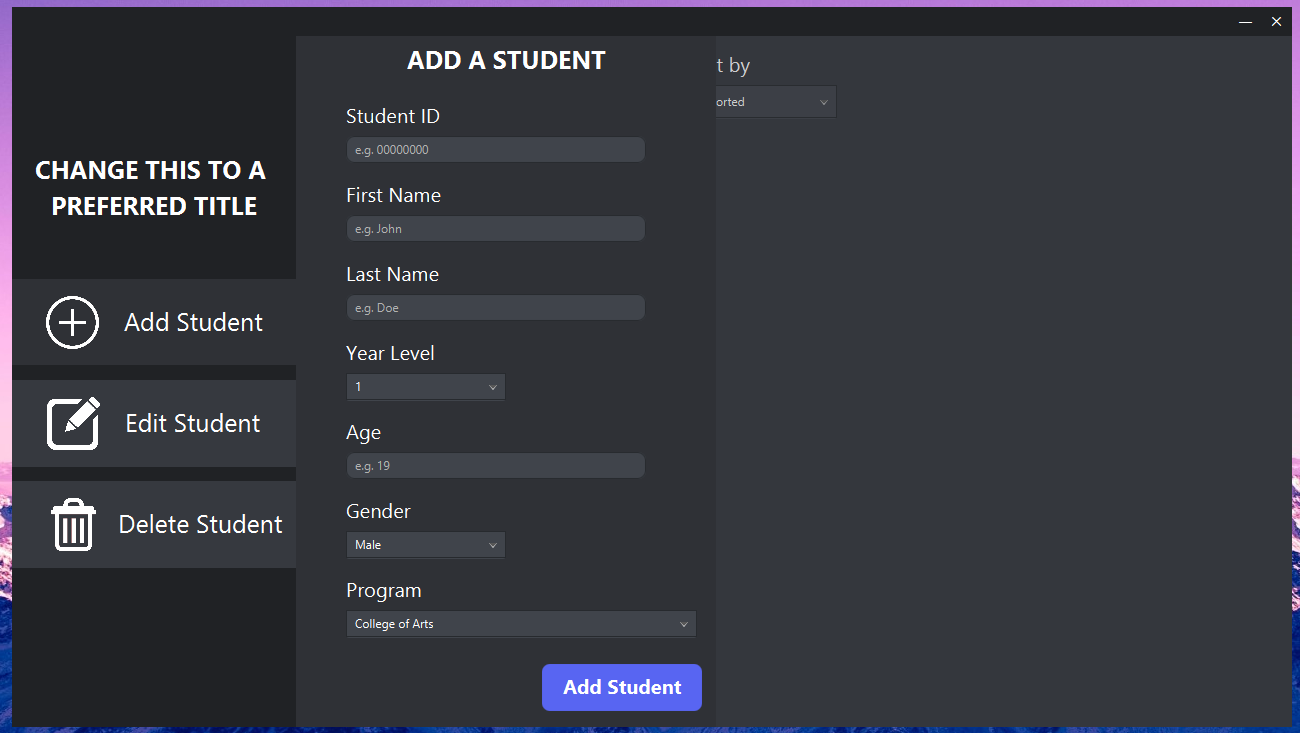 CHANGE THIS TO A
PREFERRED TITLE
Add Student
Edit Student
Delete Student
ADD A STUDENT
Student ID
e.g. 00000000
First Name
e.g. John
Last Name
e.g. Doe
Year Level
1
Age
e.g. 19
Gender
Male
Program
College of Arts
Add Student
t by
orted